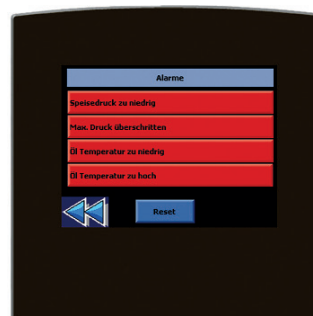 Alarme
Speisedruck zu niedrig
Max. Druck überschritten
Öl Temperatur zu niedrig
Öl Temperatur zu hoch
Reset